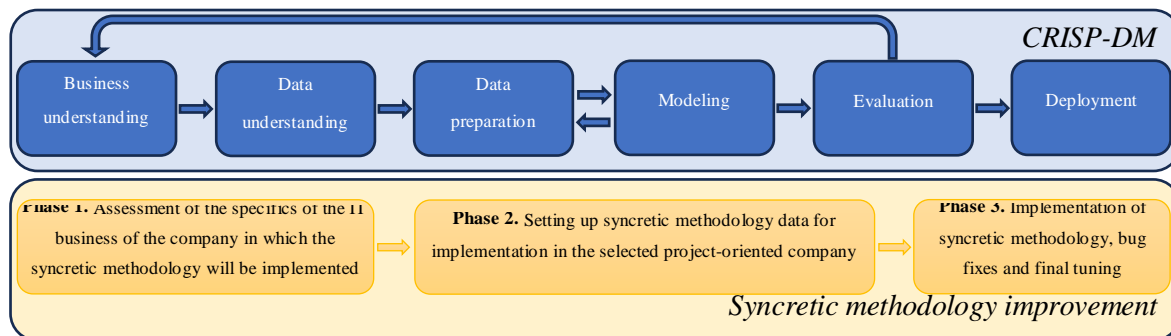 CRISP-DM
Business
understanding
Data
understanding
Data
preparation
Modeling
Evaluation
Deployment
Phase 1. Assessment of the specifics of the IT
business of the company in which the
syncretic methodology will be implemented
Phase 2. Setting up syncretic methodology data for
implementation in the selected project-oriented company
Phase 3. Implementation of
syncretic methodology, bug
fixes and final tuning
Syncretic methodology improvement